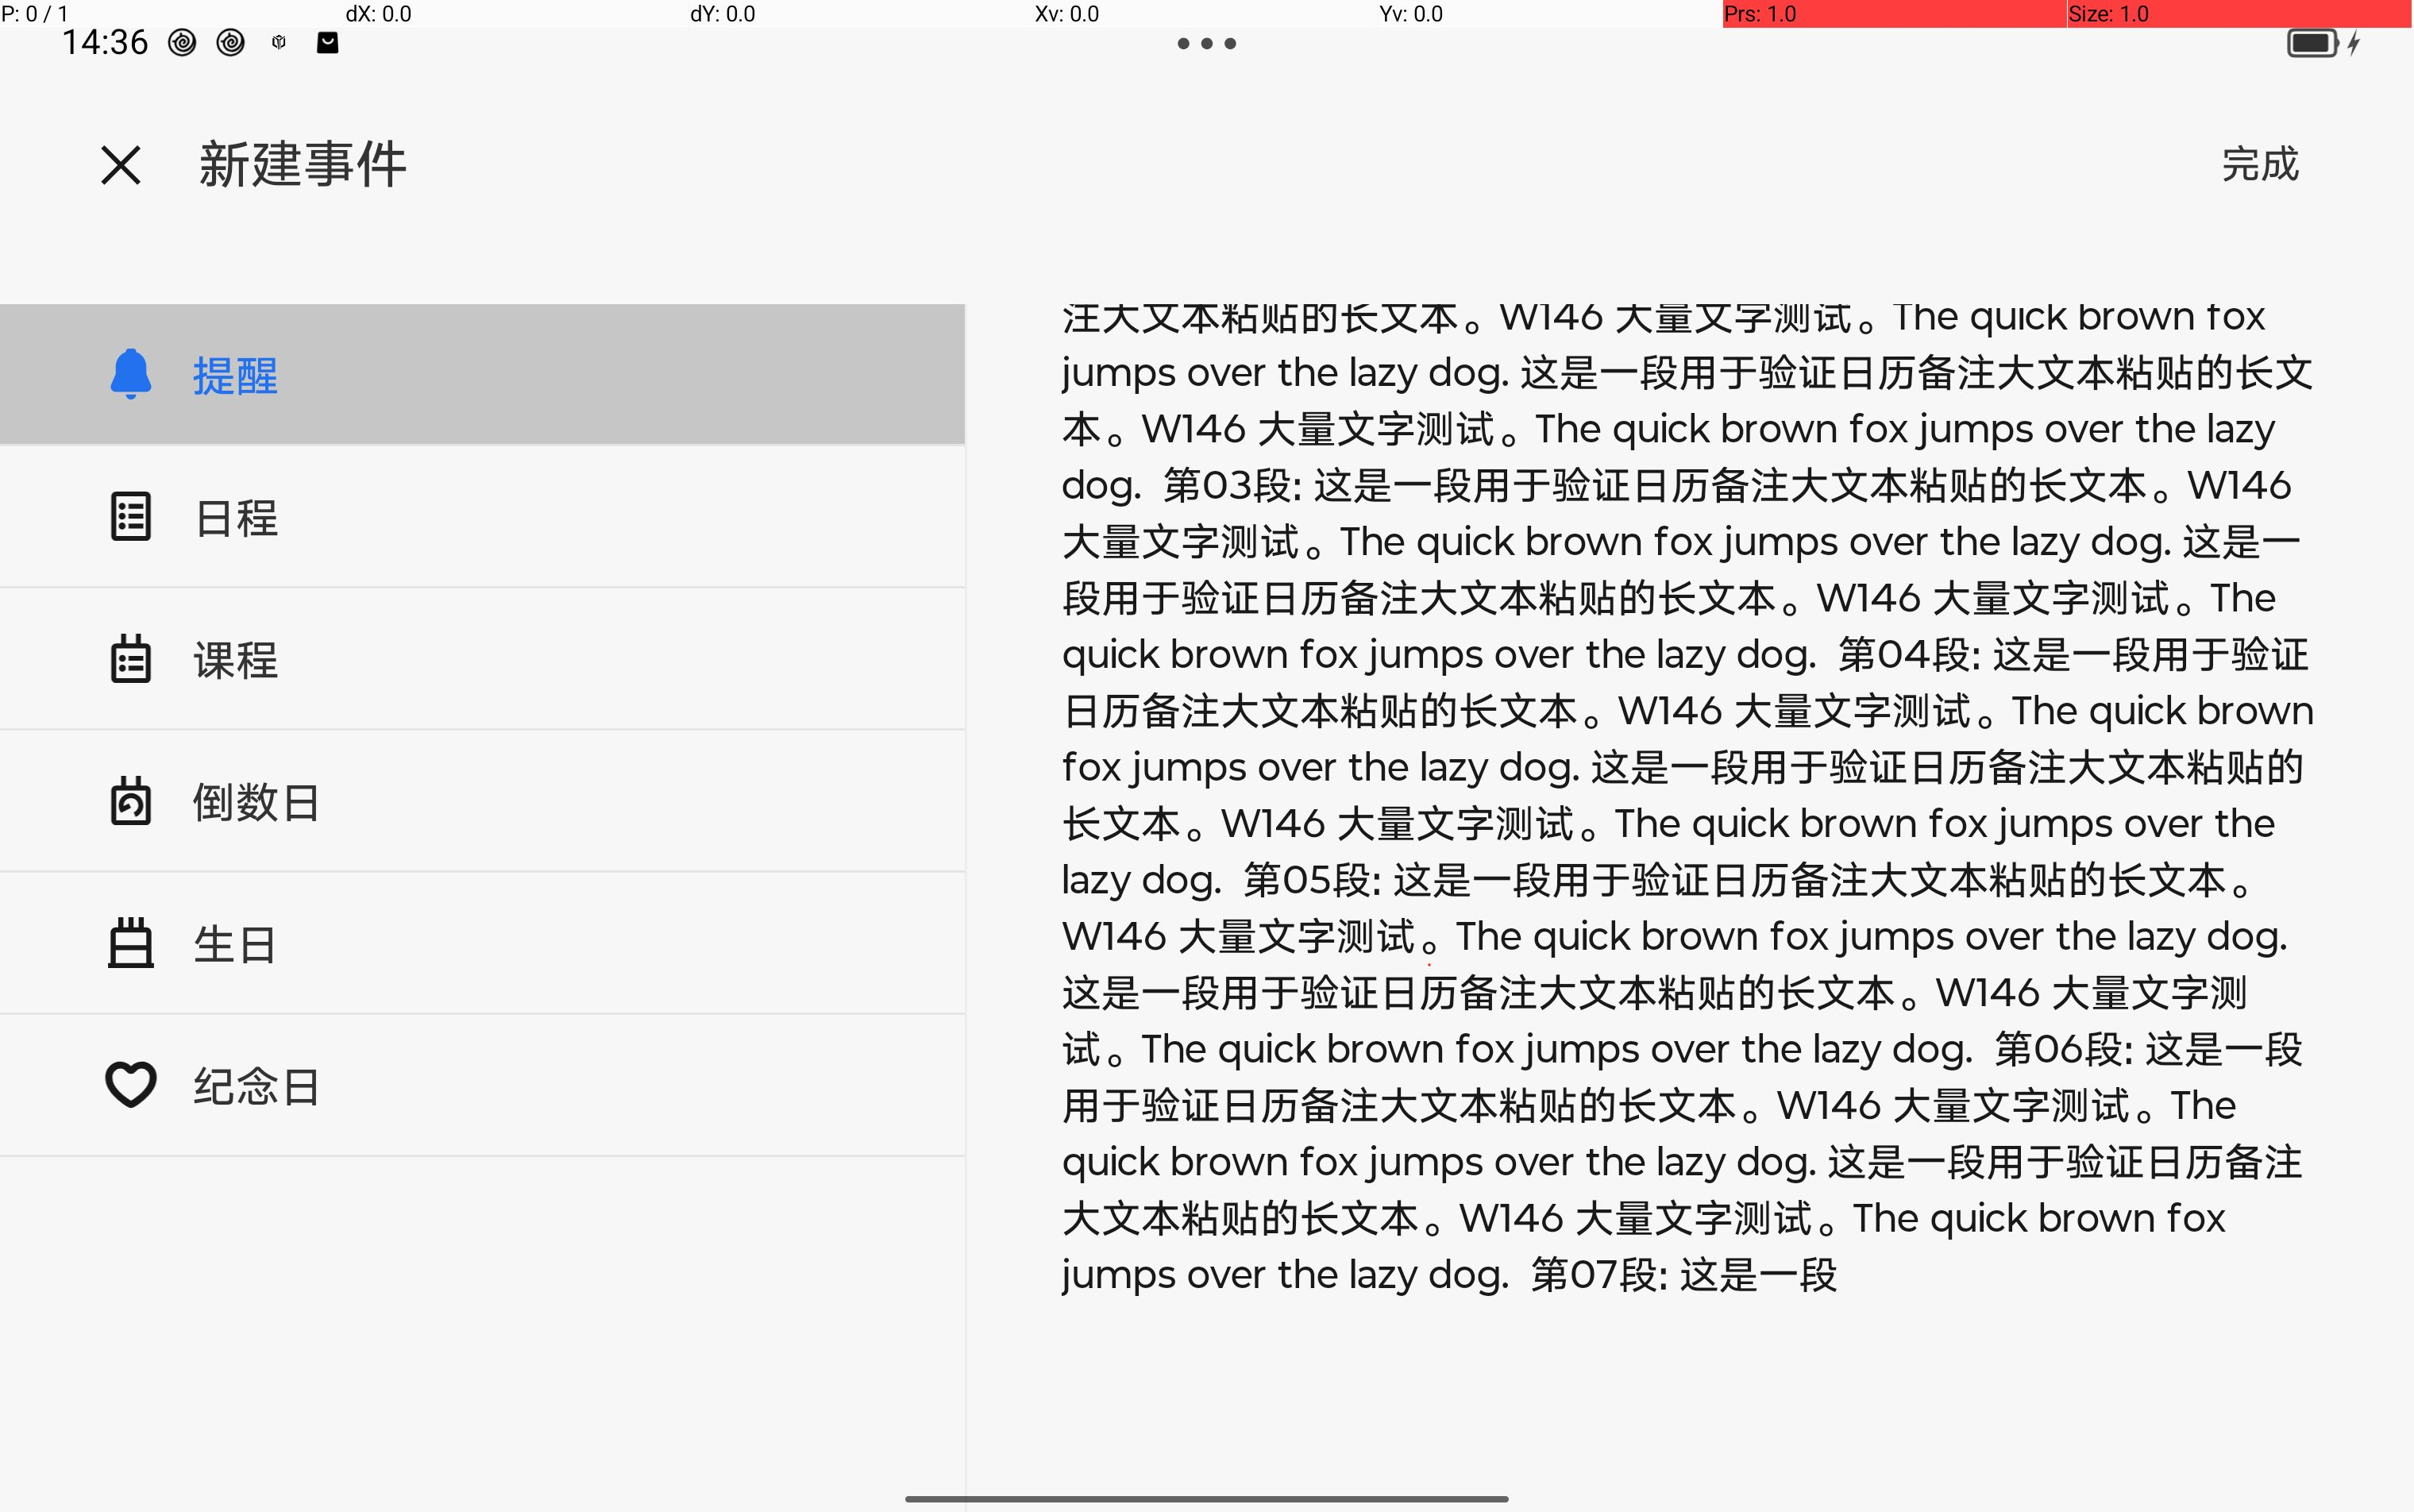 P: 0 / 1 dX: 0.0 dY: 0.0 Xv: 0.0 Yv: 0.0 Prs: 1.0 Size: 1.0
14:36
新建事件
完成
提醒
日程
课程
倒数日
生日
纪念日
注大文本粘贴的长文本。W146 大量文字测试。The quick brown fox
jumps over the lazy dog. 这是一段用于验证日历备注大文本粘贴的长文
本。W146 大量文字测试。The quick brown fox jumps over the lazy
dog.  第03段: 这是一段用于验证日历备注大文本粘贴的长文本。W146
大量文字测试。The quick brown fox jumps over the lazy dog. 这是一
段用于验证日历备注大文本粘贴的长文本。W146 大量文字测试。The
quick brown fox jumps over the lazy dog.  第04段: 这是一段用于验证
日历备注大文本粘贴的长文本。W146 大量文字测试。The quick brown
fox jumps over the lazy dog. 这是一段用于验证日历备注大文本粘贴的
长文本。W146 大量文字测试。The quick brown fox jumps over the
lazy dog.  第05段: 这是一段用于验证日历备注大文本粘贴的长文本。
W146 大量文字测试。The quick brown fox jumps over the lazy dog.
这是一段用于验证日历备注大文本粘贴的长文本。W146 大量文字测
试。The quick brown fox jumps over the lazy dog.  第06段: 这是一段
用于验证日历备注大文本粘贴的长文本。W146 大量文字测试。The
quick brown fox jumps over the lazy dog. 这是一段用于验证日历备注
大文本粘贴的长文本。W146 大量文字测试。The quick brown fox
jumps over the lazy dog.  第07段: 这是一段